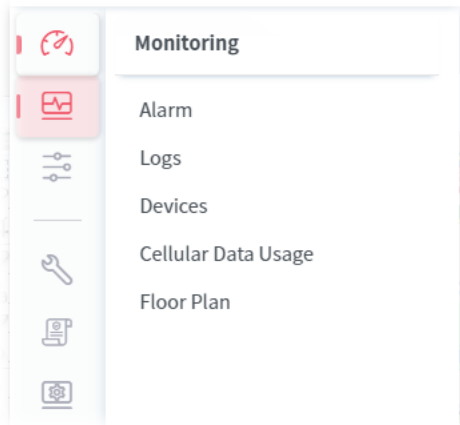 Monitoring
Alarm
Logs
Devices
Cellular Data Usage
Floor Plan